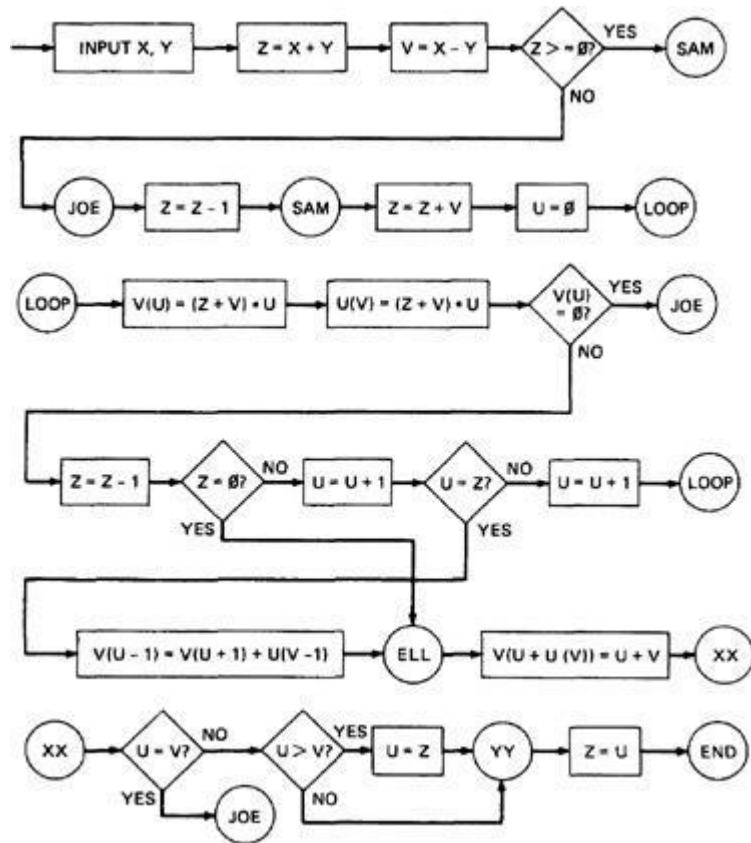 INPUT X, Y
Z = X + Y
V = X – Y
Z > = Ø?
YES
SAM
NO
JOE
Z = Z – 1
SAM
Z = Z + V
U = Ø
LOOP
LOOP
V(U) = (Z + V) * U
U(V) = (Z + V) * U
V(U)
= Ø?
YES
JOE
NO
Z = Z – 1
Z = Ø?
NO
U = U + 1
U = Z?
NO
U = U + 1
LOOP
YES
YES
V(U – 1) = V(U + 1) + U(V –1)
ELL
V(U + U (V)) = U + V
XX
XX
U = V?
NO
U > V?
YES
U = Z
YY
Z = U
END
YES
JOE
NO